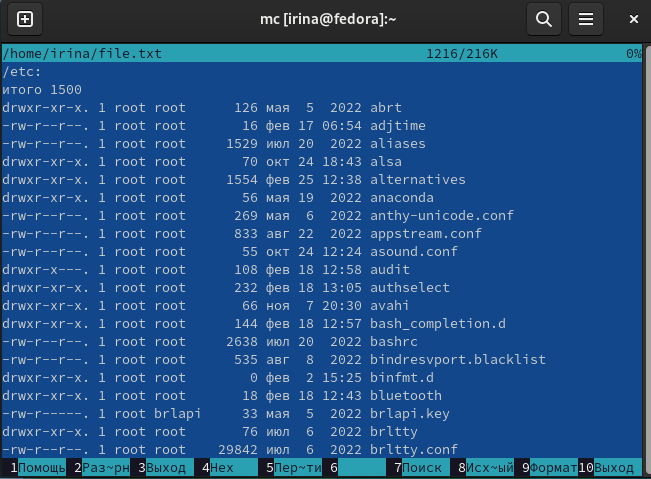 mc [irina@fedora]:~
/home/irina/file.txt 1216/216K 0%
/etc:
итого 1500
drwxr-xr-x. 1 root root 126 мая 5 2022 abrt
-rw-r--r--. 1 root root 16 фев 17 06:54 adjtime
-rw-r--r--. 1 root root 1529 июл 20 2022 aliases
drwxr-xr-x. 1 root root 70 окт 24 18:43 alsa
drwxr-xr-x. 1 root root 1554 фев 25 12:38 alternatives
drwxr-xr-x. 1 root root 56 мая 19 2022 anaconda
-rw-r--r--. 1 root root 269 мая 6 2022 anthy-unicode.conf
-rw-r--r--. 1 root root 833 авг 22 2022 appstream.conf
-rw-r--r--. 1 root root 55 окт 24 12:24 asound.conf
drwxr-x---. 1 root root 108 фев 18 12:58 audit
drwxr-xr-x. 1 root root 232 фев 18 13:05 authselect
drwxr-xr-x. 1 root root 66 ноя 7 20:30 avahi
drwxr-xr-x. 1 root root 144 фев 18 12:57 bash_completion.d
-rw-r--r--. 1 root root 2638 июл 20 2022 bashrc
-rw-r--r--. 1 root root 535 авг 8 2022 bindresvport.blacklist
drwxr-xr-x. 1 root root 0 фев 2 15:25 binfmt.d
drwxr-xr-x. 1 root root 18 фев 18 12:43 bluetooth
-rw-r-----. 1 root brlapi 33 мая 5 2022 brlapi.key
drwxr-xr-x. 1 root root 76 июл 6 2022 brltty
-rw-r--r--. 1 root root 29842 июл 6 2022 brltty.conf
1Помощь 2Раз~рн 3Выход 4Hex 5Пер~ти 6 7Поиск 8Исх~ый 9Формат 10Выход